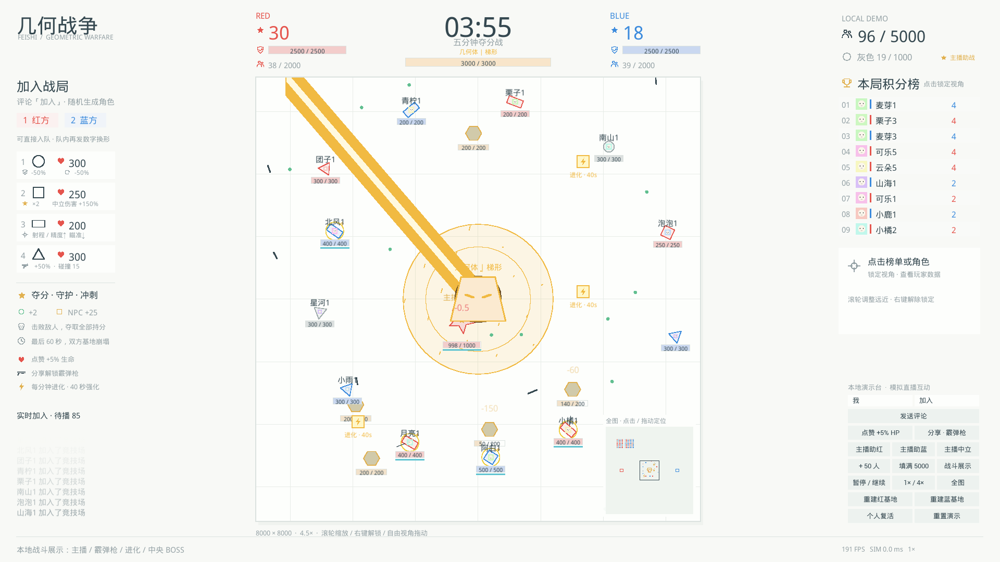 几何战争
FEISHI / GEOMETRIC WARFARE
RED
30
2500 / 2500
38 / 2000
03:55
五分钟夺分战
几何体 | 梯形
3000 / 3000
BLUE
18
2500 / 2500
39 / 2000
LOCAL DEMO
96 / 5000
灰色 19 / 1000
主播助战
加入战局
评论「加入」· 随机生成角色
1 红方
2 蓝方
可直接入队 · 队内再发数字换形
1
300
-50%
-50%
2
250
×2
中立伤害 +150%
3
200
射程 / 精度↑ 瞄准↓
4
300
+50% · 碰撞 15
夺分 · 守护 · 冲刺
+2
NPC +25
击败敌人，夺取全部持分
最后 60 秒，双方基地崩塌
点赞 +5% 生命
分享解锁霰弹枪
每分钟进化 · 40 秒强化
实时加入 · 待播 85
北风1 加入了竞技场
团子1 加入了竞技场
青柠1 加入了竞技场
栗子1 加入了竞技场
南山1 加入了竞技场
泡泡1 加入了竞技场
山海1 加入了竞技场
青柠1
200 / 200
栗子1
200 / 200
200 / 200
南山1
300 / 300
进化 · 40s
团子1
300 / 300
北风1
400 / 400
泡泡1
250 / 250
体 | 梯形
主
-0.5
998 / 1000
进化 · 40s
星河1
300 / 300
300 / 300
小雨1
300 / 300
进化 · 40s
-60
140 / 200
-150
50 / 200
小橘1
400 / 400
月亮1
400 / 400
200 / 200
阿白1
500 / 500
全图 · 点击 / 拖动定位
8000 × 8000 · 4.5× · 滚轮缩放 / 右键解锁 / 自由视角拖动
本局积分榜
点击锁定视角
01 麦芽1 4
02 栗子3 4
03 麦芽3 4
04 可乐5 4
05 云朵5 4
06 山海1 2
07 可乐1 2
08 小鹿1 2
09 小橘2 2
点击榜单或角色
锁定视角 · 查看玩家数据
滚轮调整远近 · 右键解除锁定
本地演示台 · 模拟直播互动
我
加入
发送评论
点赞 +5% HP
分享 · 霰弹枪
主播助红
主播助蓝
主播中立
+ 50 人
填满 5000
战斗展示
暂停 / 继续
1× / 4×
全图
重建红基地
重建蓝基地
个人复活
重置演示
本地战斗展示：主播 / 霰弹枪 / 进化 / 中央 BOSS
191 FPS SIM 0.0 ms 1×